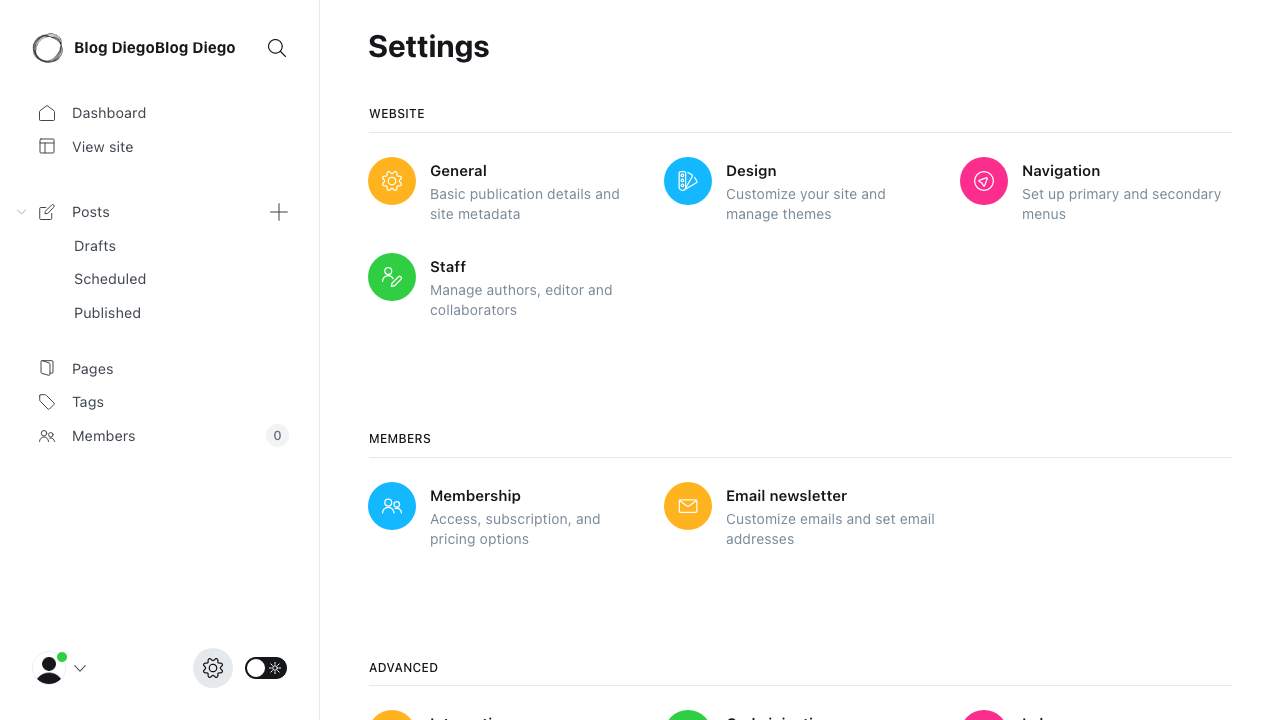 Blog DiegoBlog Diego
Dashboard
View site
Posts
Drafts
Scheduled
Published
Pages
Tags
Members
0
Settings
WEBSITE
General
Basic publication details and
site metadata
Design
Customize your site and
manage themes
Navigation
Set up primary and secondary
menus
Staff
Manage authors, editor and
collaborators
MEMBERS
Membership
Access, subscription, and
pricing options
Email newsletter
Customize emails and set email
addresses
ADVANCED